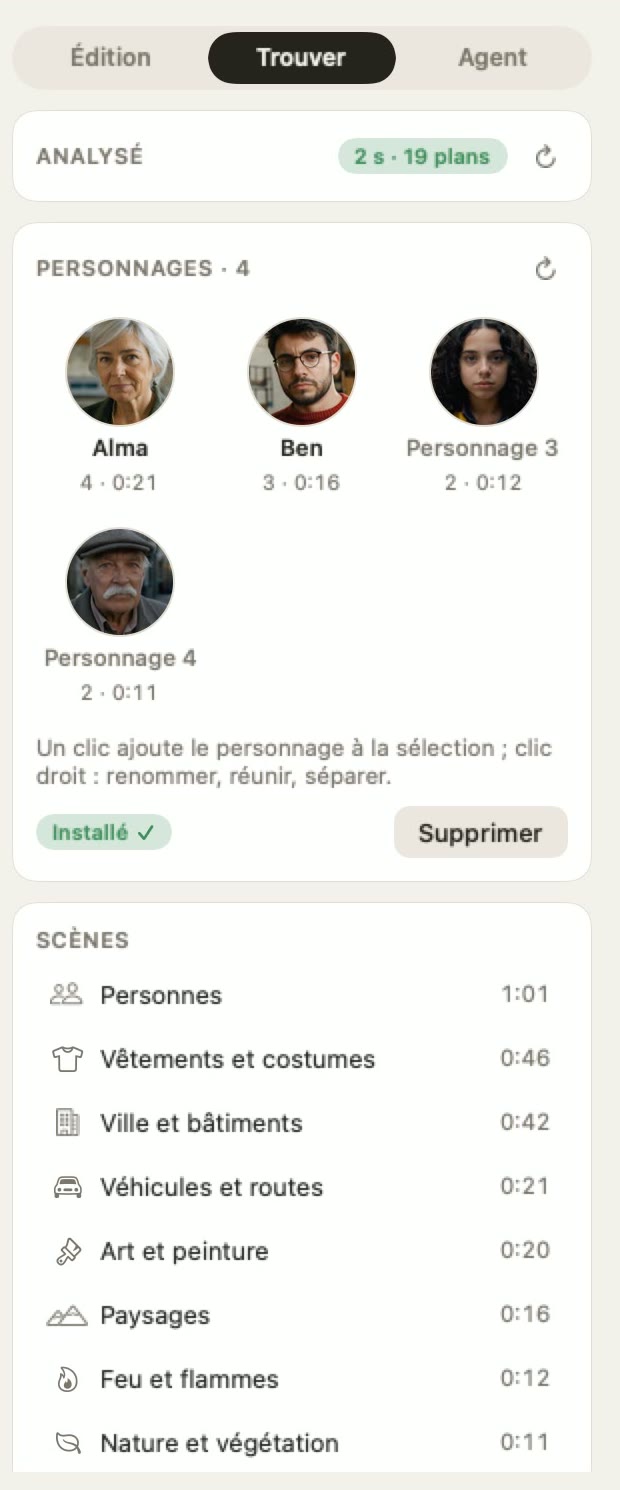 Édition
Trouver
Agent
ANALYSÉ
2 s · 19 plans
PERSONNAGES · 4
Alma
Ben
Personnage 3
4 · 0:21
3 · 0:16
2 · 0:12
Personnage 4
2 · 0:11
Un clic ajoute le personnage à la sélection ; clic
droit : renommer, réunir, séparer.
Installé ✓
Supprimer
SCÈNES
Personnes 1:01
Vêtements et costumes 0:46
Ville et bâtiments 0:42
Véhicules et routes 0:21
Art et peinture 0:20
Paysages 0:16
Feu et flammes 0:12
Nature et végétation 0:11